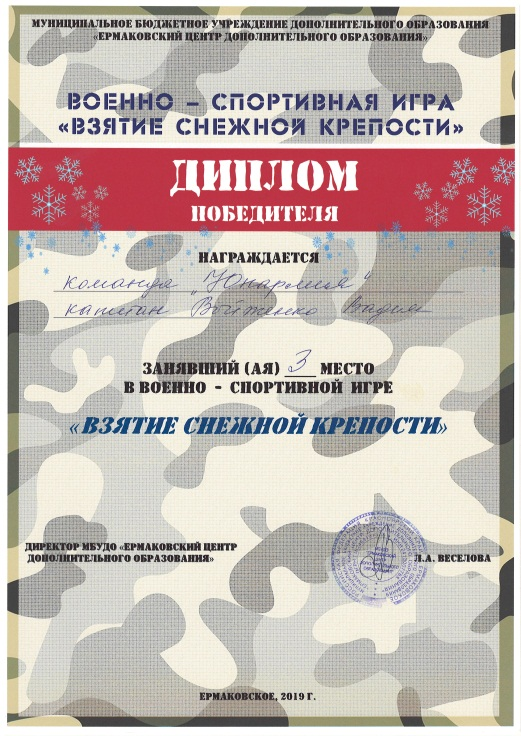 МУНИЦИПАЛЬНОЕ БЮДЖЕТНОЕ УЧРЕЖДЕНИЕ ДОПОЛНИТЕЛЬНОГО ОБРАЗОВАНИЯ
«ЕРМАКОВСКИЙ ЦЕНТР ДОПОЛНИТЕЛЬНОГО ОБРАЗОВАНИЯ»
ВОЕННО – СПОРТИВНАЯ ИГРА
«ВЗЯТИЕ СНЕЖНОЙ КРЕПОСТИ»
ДИПЛОМ
ПОБЕДИТЕЛЯ
НАГРАЖДАЕТСЯ
команда "Юнармия"
капитан Войтенко Вадим
ЗАНЯВШИЙ (АЯ) 3 МЕСТО
В ВОЕННО - СПОРТИВНОЙ ИГРЕ
«ВЗЯТИЕ СНЕЖНОЙ КРЕПОСТИ»
ДИРЕКТОР МБУДО «ЕРМАКОВСКИЙ ЦЕНТР
ДОПОЛНИТЕЛЬНОГО ОБРАЗОВАНИЯ»
Л.А. ВЕСЕЛОВА
ЕРМАКОВСКОЕ, 2019 Г.